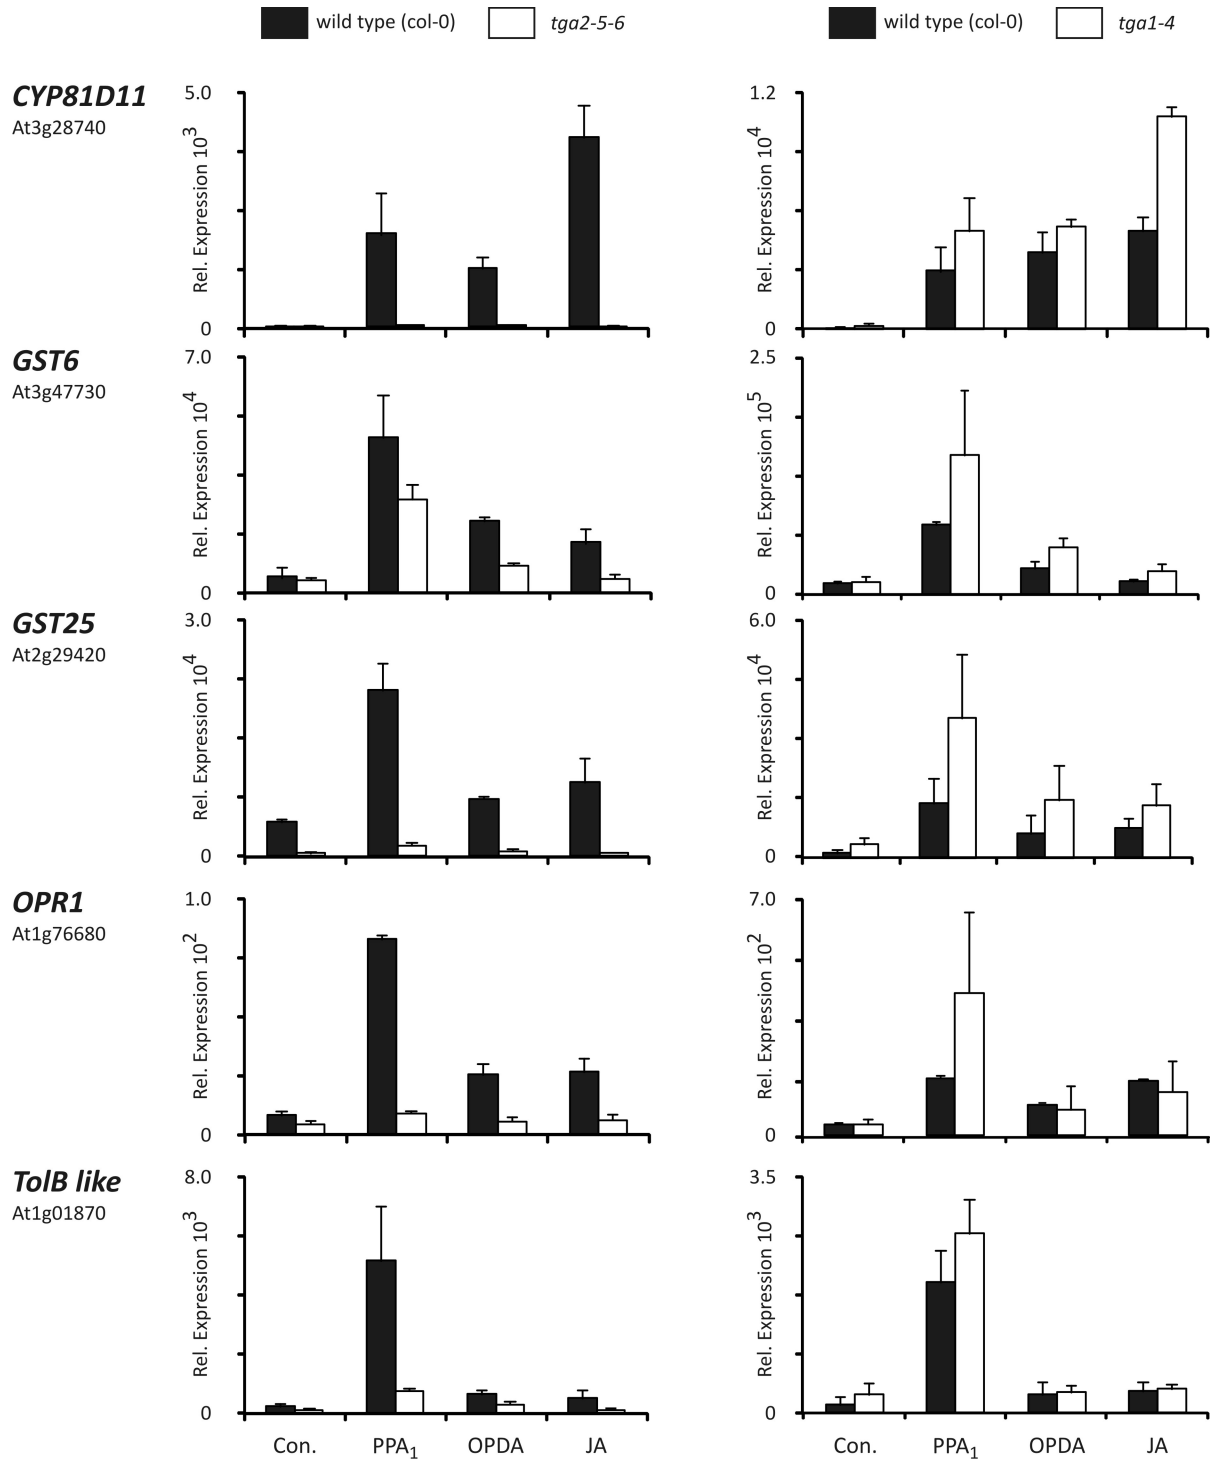 wild type (col-0) tga2-5-6 wild type (col-0) tga1-4
CYP81D11
At3g28740
5.0
Rel. Expression 10³
0
1.2
Rel. Expression 10⁴
0
GST6
At3g47730
7.0
Rel. Expression 10⁴
0
2.5
Rel. Expression 10⁵
0
GST25
At2g29420
3.0
Rel. Expression 10⁴
0
6.0
Rel. Expression 10⁴
0
OPR1
At1g76680
1.0
Rel. Expression 10²
0
7.0
Rel. Expression 10²
0
TolB like
At1g01870
8.0
Rel. Expression 10³
0
3.5
Rel. Expression 10³
0
Con. PPA₁ OPDA JA Con. PPA₁ OPDA JA